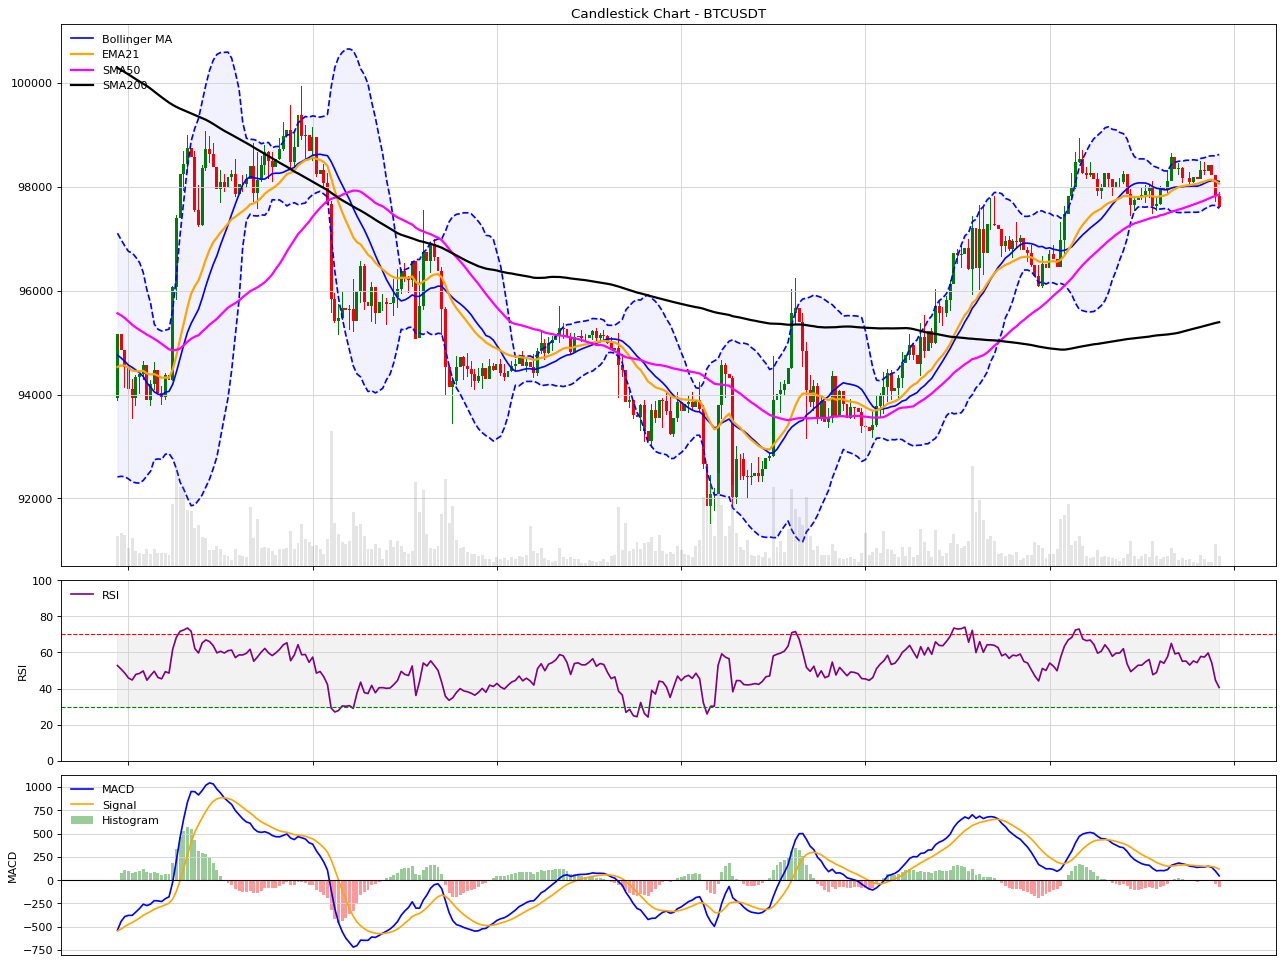 Candlestick Chart - BTCUSDT
Bollinger MA
EMA21
SMA50
SMA200
100000
98000
96000
94000
92000
RSI
100
80
60
40
20
0
RSI
MACD
Signal
Histogram
1000
750
500
250
0
−250
−500
−750
MACD